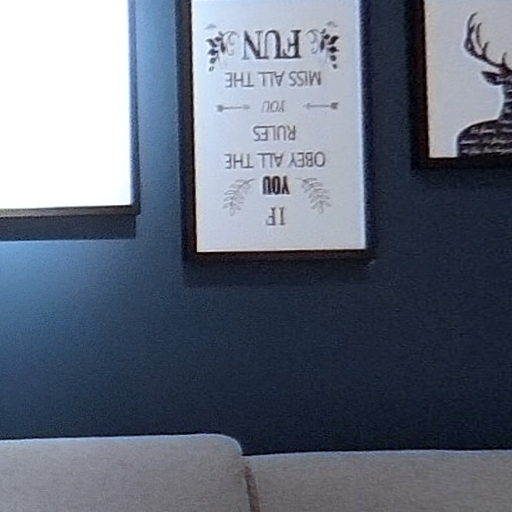 IF
YOU
OBEY ALL THE
RULES
YOU
MISS ALL THE
FUN